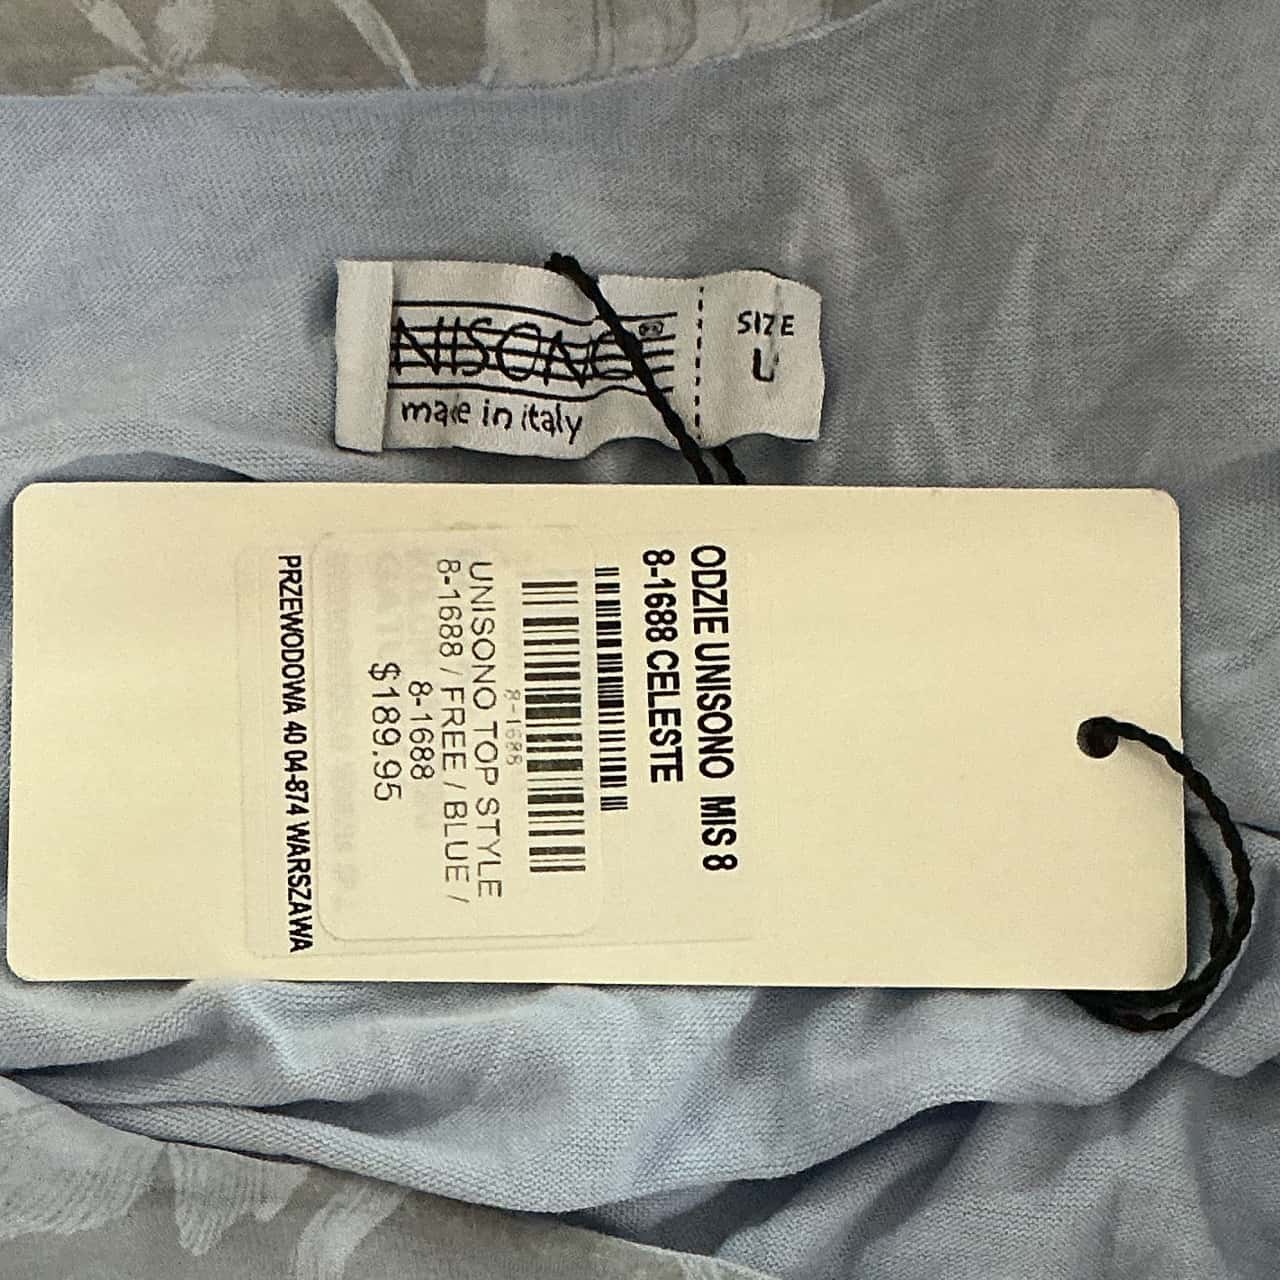 NISONO
made in italy
SIZE
U
ODZIE UNISONO MIS 8
8-1688 CELESTE
8-1688
UNISONO TOP STYLE
8-1688 / FREE / BLUE /
8-1688
$189.95
PRZEWODOWA 40 04-874 WARSZAWA